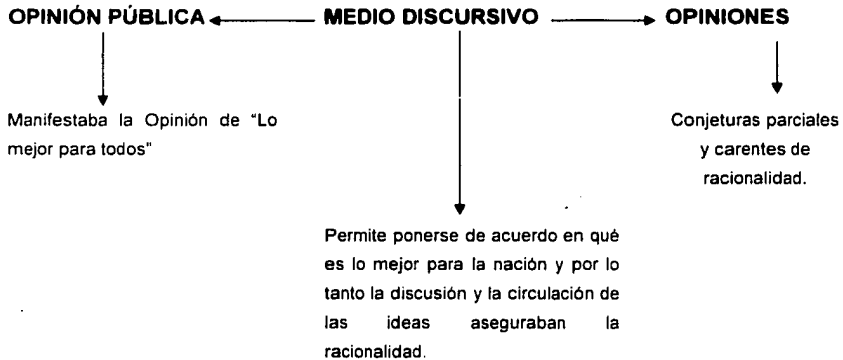 OPINIÓN PÚBLICA MEDIO DISCURSIVO OPINIONES
Manifestaba la Opinión de "Lo
mejor para todos"
Conjeturas parciales
y carentes de
racionalidad.
Permite ponerse de acuerdo en qué
es lo mejor para la nación y por lo
tanto la discusión y la circulación de
las ideas aseguraban la
racionalidad.